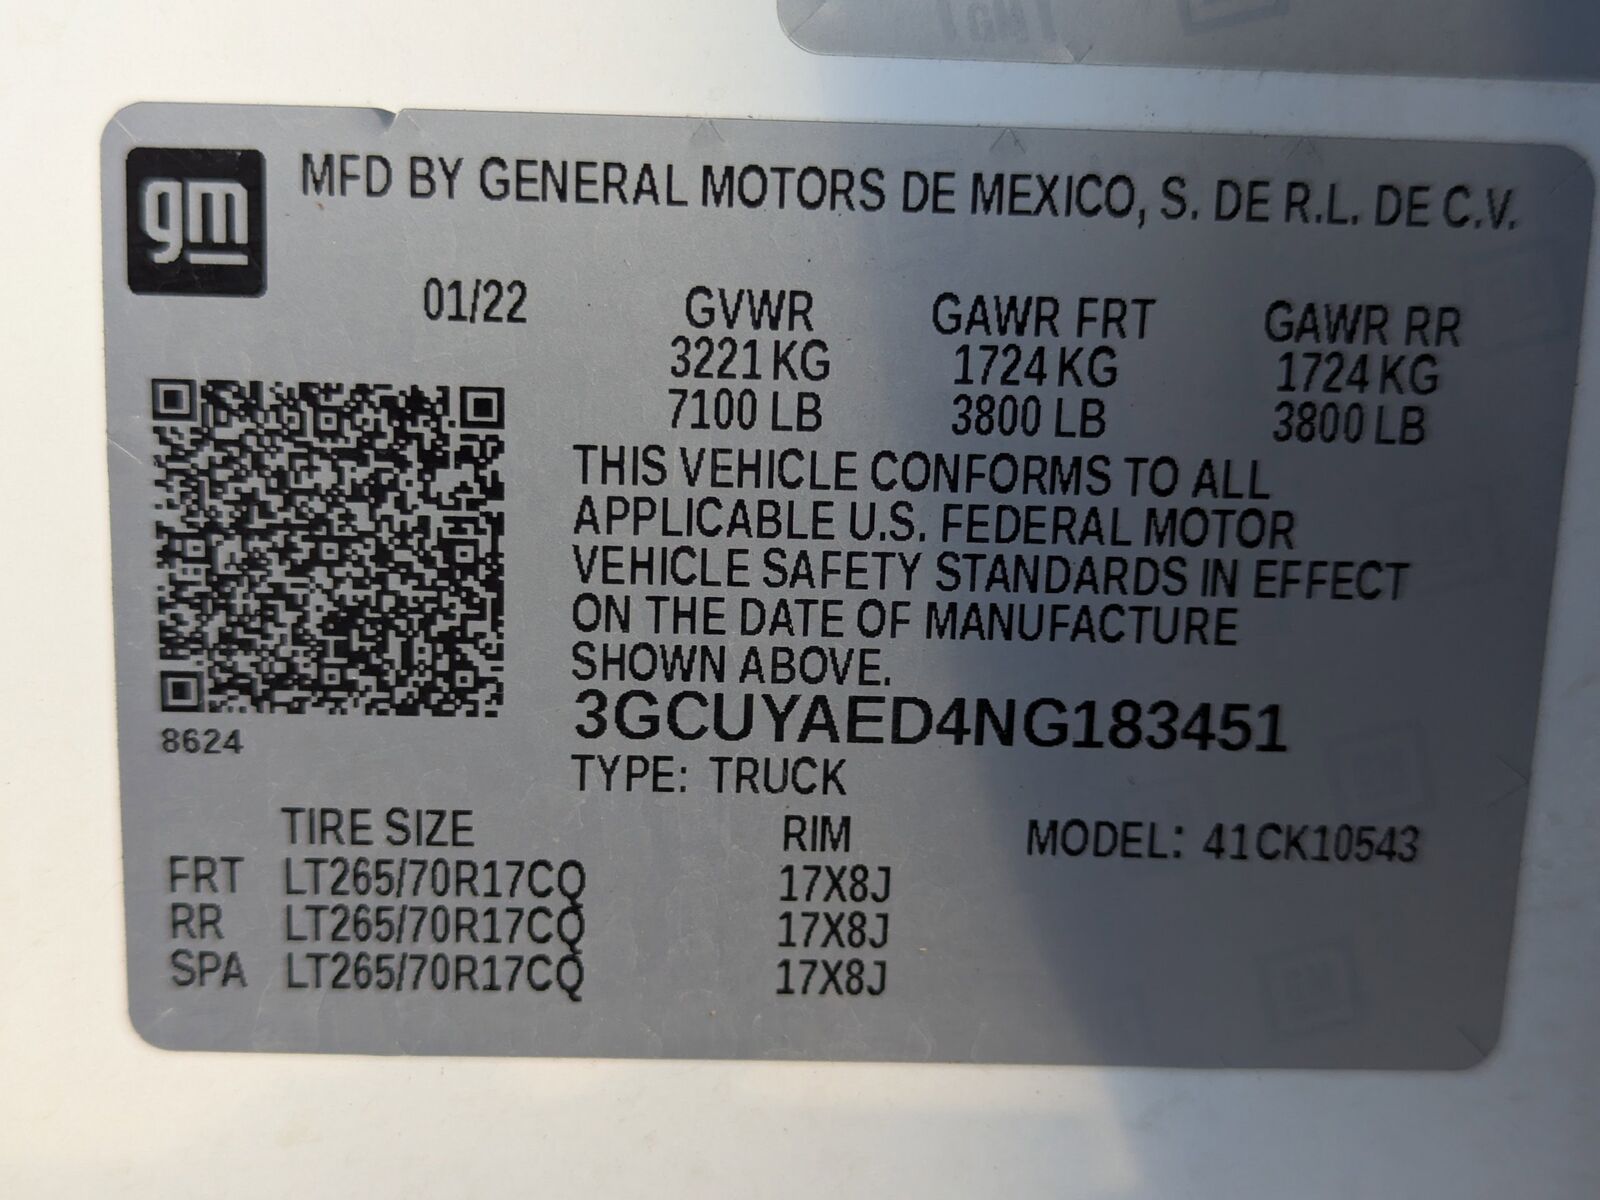 gm
MFD BY GENERAL MOTORS DE MEXICO, S. DE R.L. DE C.V.
01/22 GVWR GAWR FRT GAWR RR
3221 KG 1724 KG 1724 KG
7100 LB 3800 LB 3800 LB
THIS VEHICLE CONFORMS TO ALL
APPLICABLE U.S. FEDERAL MOTOR
VEHICLE SAFETY STANDARDS IN EFFECT
ON THE DATE OF MANUFACTURE
SHOWN ABOVE.
3GCUYAED4NG183451
8624
TYPE: TRUCK
TIRE SIZE RIM MODEL: 41CK10543
FRT LT265/70R17CQ 17X8J
RR LT265/70R17CQ 17X8J
SPA LT265/70R17CQ 17X8J